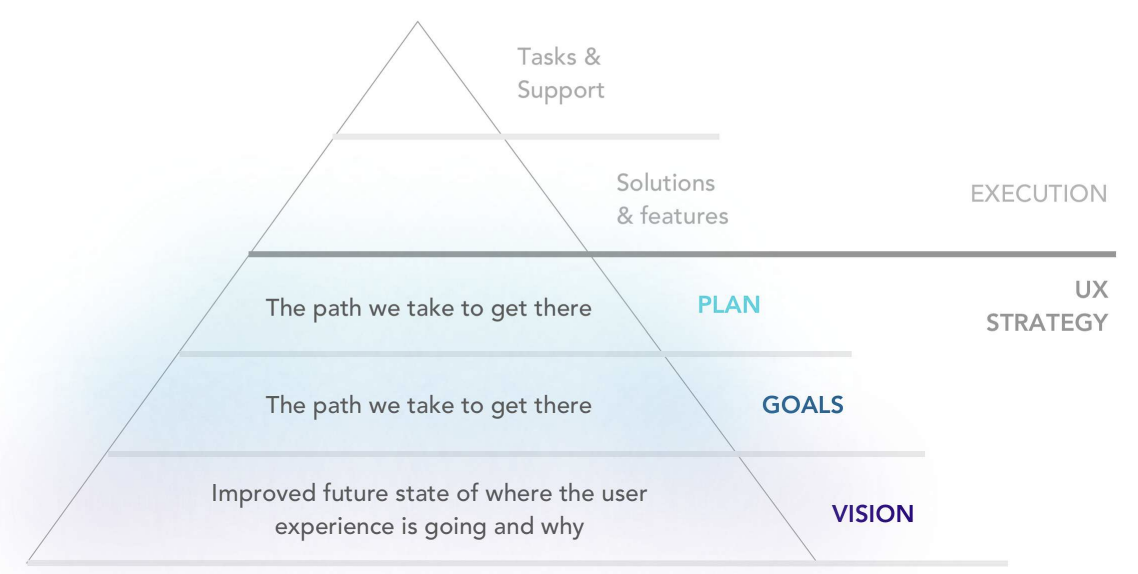 Tasks &
Support
Solutions
& features
EXECUTION
The path we take to get there
PLAN
UX
STRATEGY
The path we take to get there
GOALS
Improved future state of where the user
experience is going and why
VISION